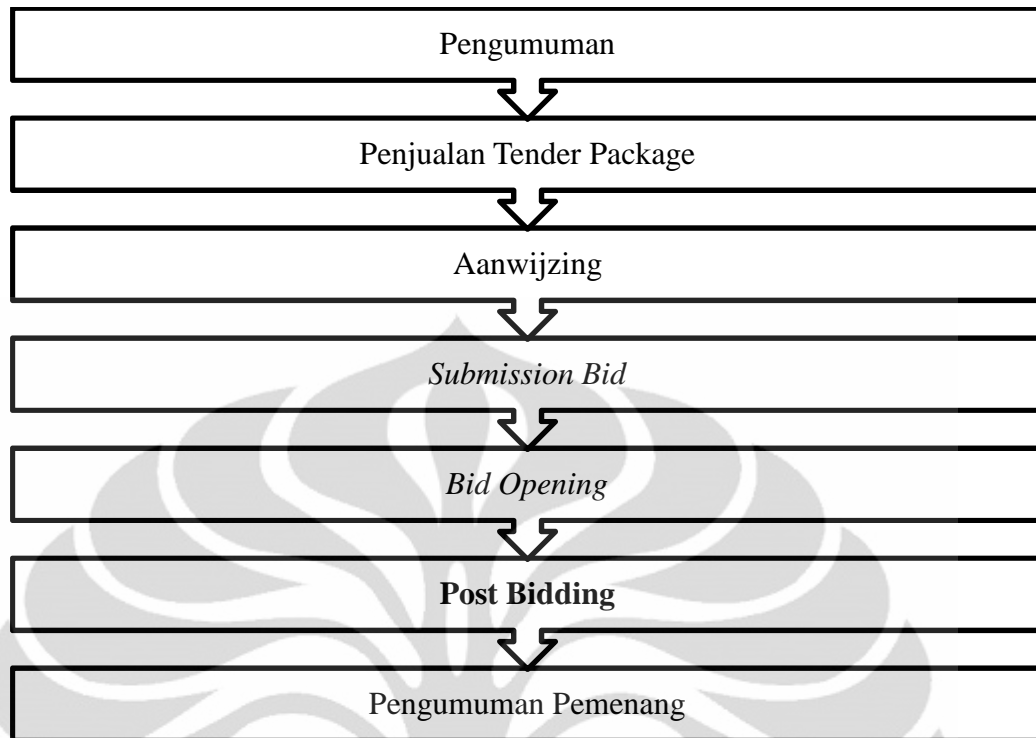 Pengumuman
Penjualan Tender Package
Aanwijzing
Submission Bid
Bid Opening
Post Bidding
Pengumuman Pemenang